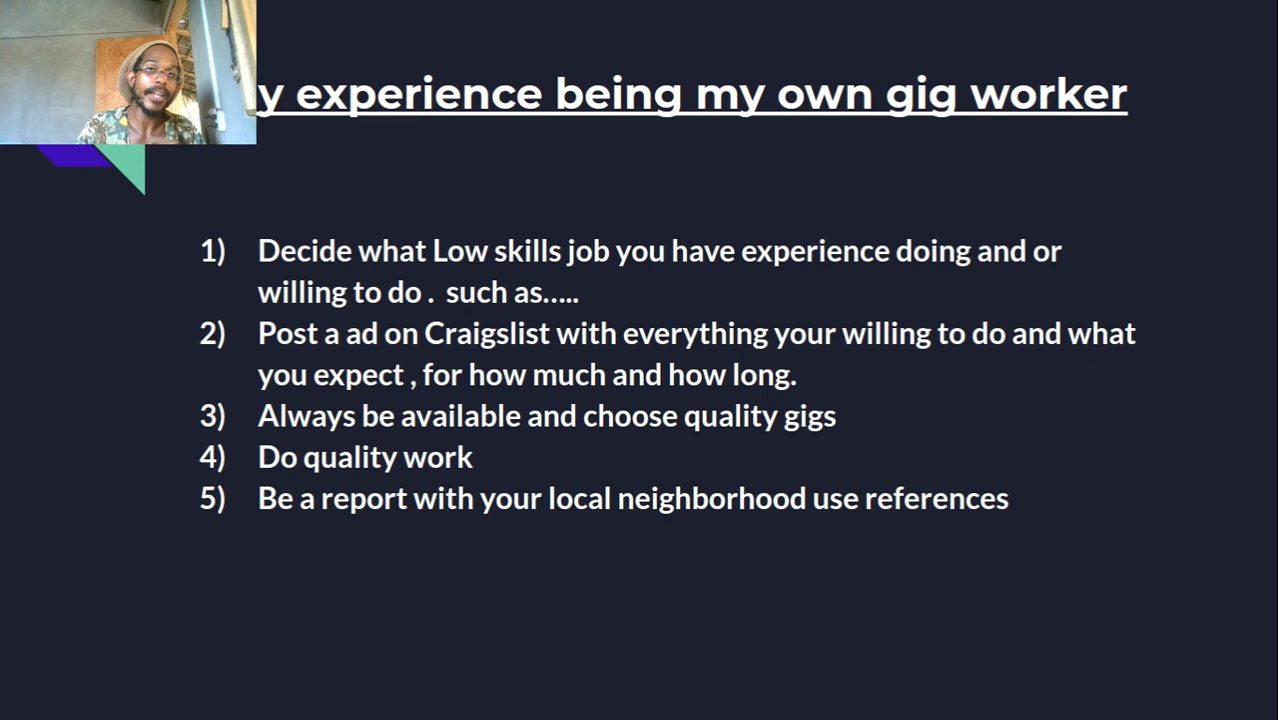 y experience being my own gig worker
1) Decide what Low skills job you have experience doing and or
willing to do . such as…..
2) Post a ad on Craigslist with everything your willing to do and what
you expect , for how much and how long.
3) Always be available and choose quality gigs
4) Do quality work
5) Be a report with your local neighborhood use references